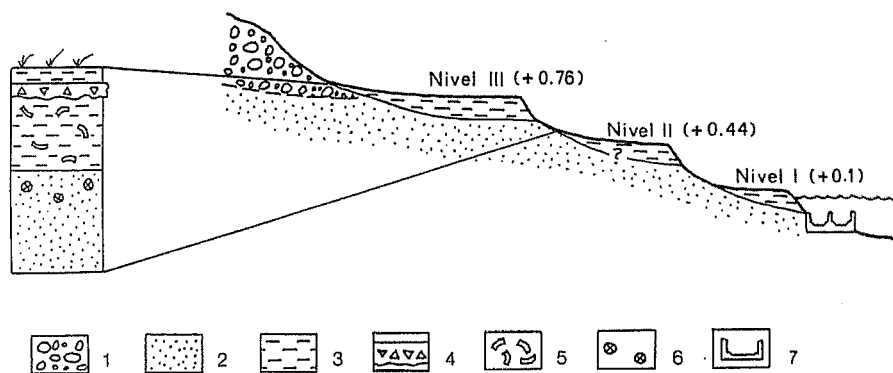 Nivel III (+0.76)
Nivel II (+0.44)
?
Nivel I (+0.1)
1 2 3 4 5 6 7